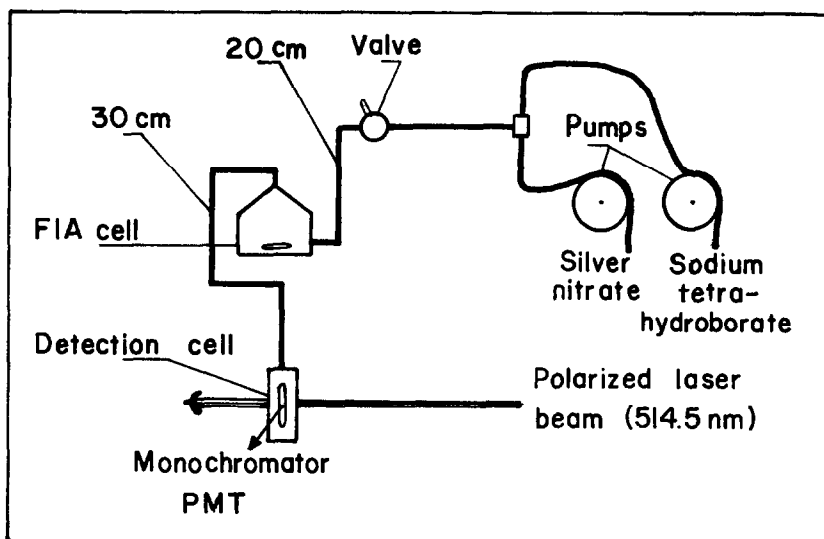 20 cm
Valve
30 cm
Pumps
FIA cell
Silver
nitrate
Sodium
tetra-
hydroborate
Detection cell
Polarized laser
beam (514.5 nm)
Monochromator
PMT